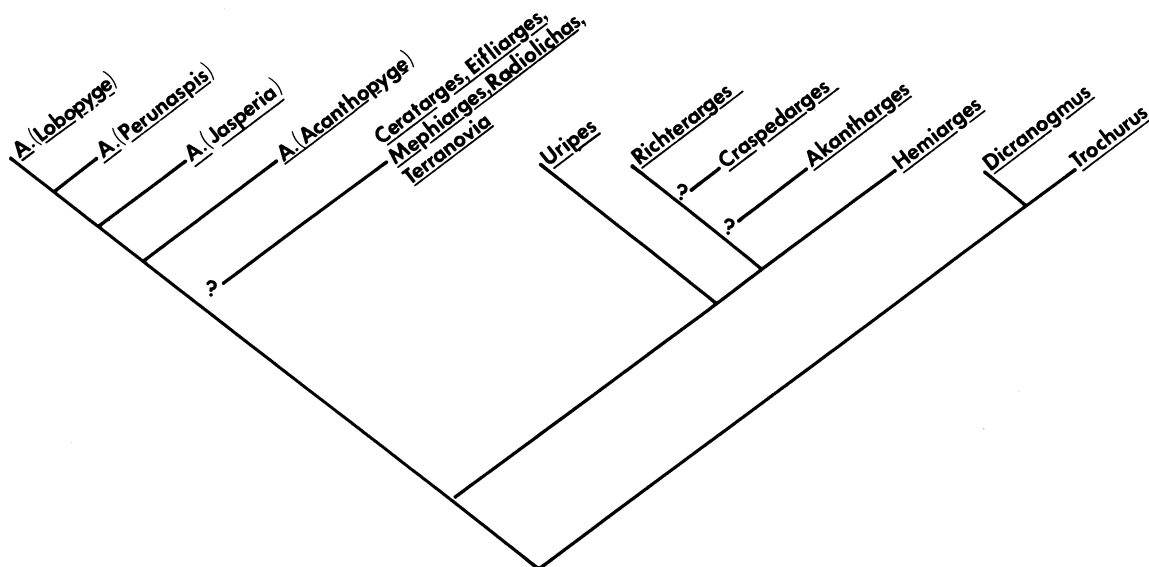 A. (Lobopyge)
A. (Perunaspis)
A. (Jasperia)
A. (Acanthopyge)
Ceratarges, Eifliarges,
Mephiarges, Radiolichas,
Terranovia
Uripes
Richterarges
Craspedarges
Akantharges
Hemiarges
Dicranogmus
Trochurus
?
?
?